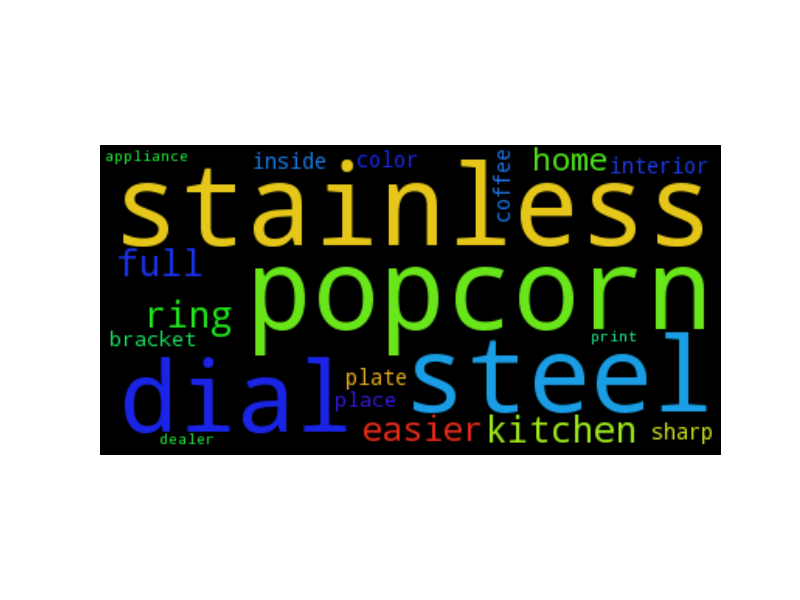 appliance
inside
color
coffee
home
interior
stainless
full
popcorn
ring
bracket
print
steel
dial
plate
place
easier
kitchen
sharp
dealer